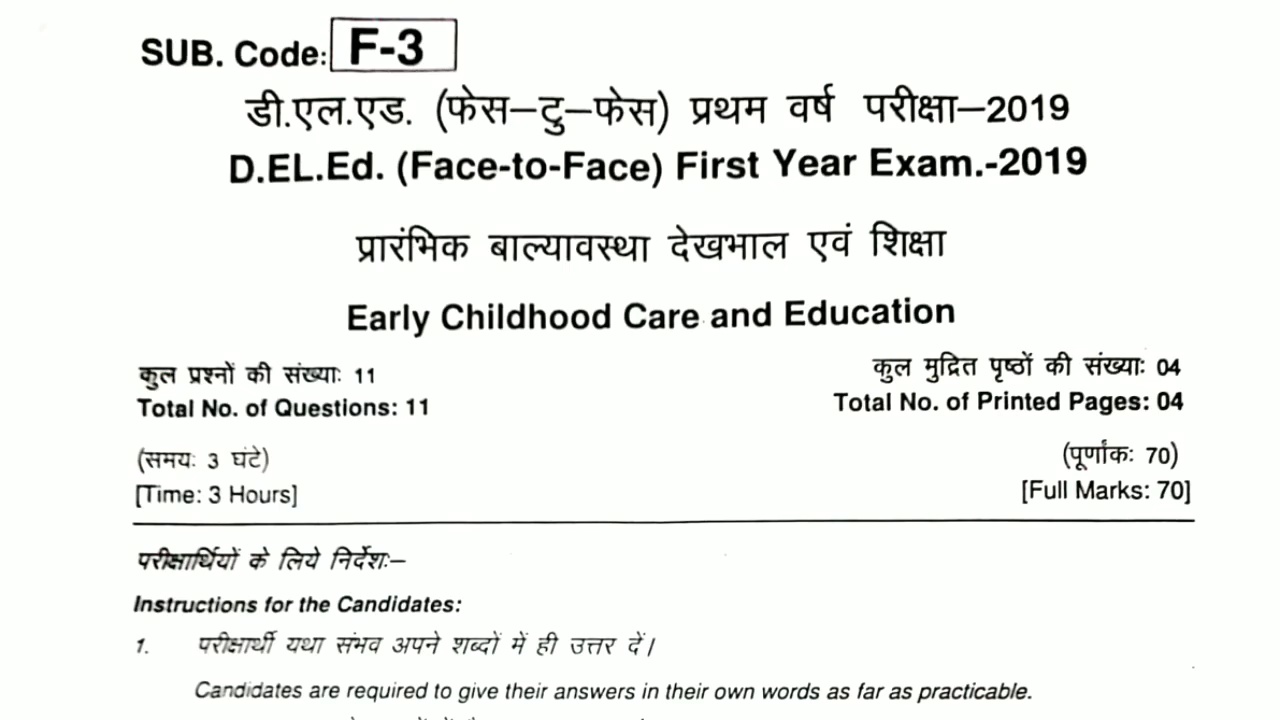 SUB. Code: F-3
डी.एल.एड. (फेस–टु–फेस) प्रथम वर्ष परीक्षा–2019
D.EL.Ed. (Face-to-Face) First Year Exam.-2019
प्रारंभिक बाल्यावस्था देखभाल एवं शिक्षा
Early Childhood Care and Education
कुल प्रश्नों की संख्याः 11
कुल मुद्रित पृष्ठों की संख्याः 04
Total No. of Questions: 11
Total No. of Printed Pages: 04
(समयः 3 घंटे)
(पूर्णांकः 70)
[Time: 3 Hours]
[Full Marks: 70]
परीक्षार्थियों के लिये निर्देशः–
Instructions for the Candidates:
1. परीक्षार्थी यथा संभव अपने शब्दों में ही उत्तर दें।
Candidates are required to give their answers in their own words as far as practicable.